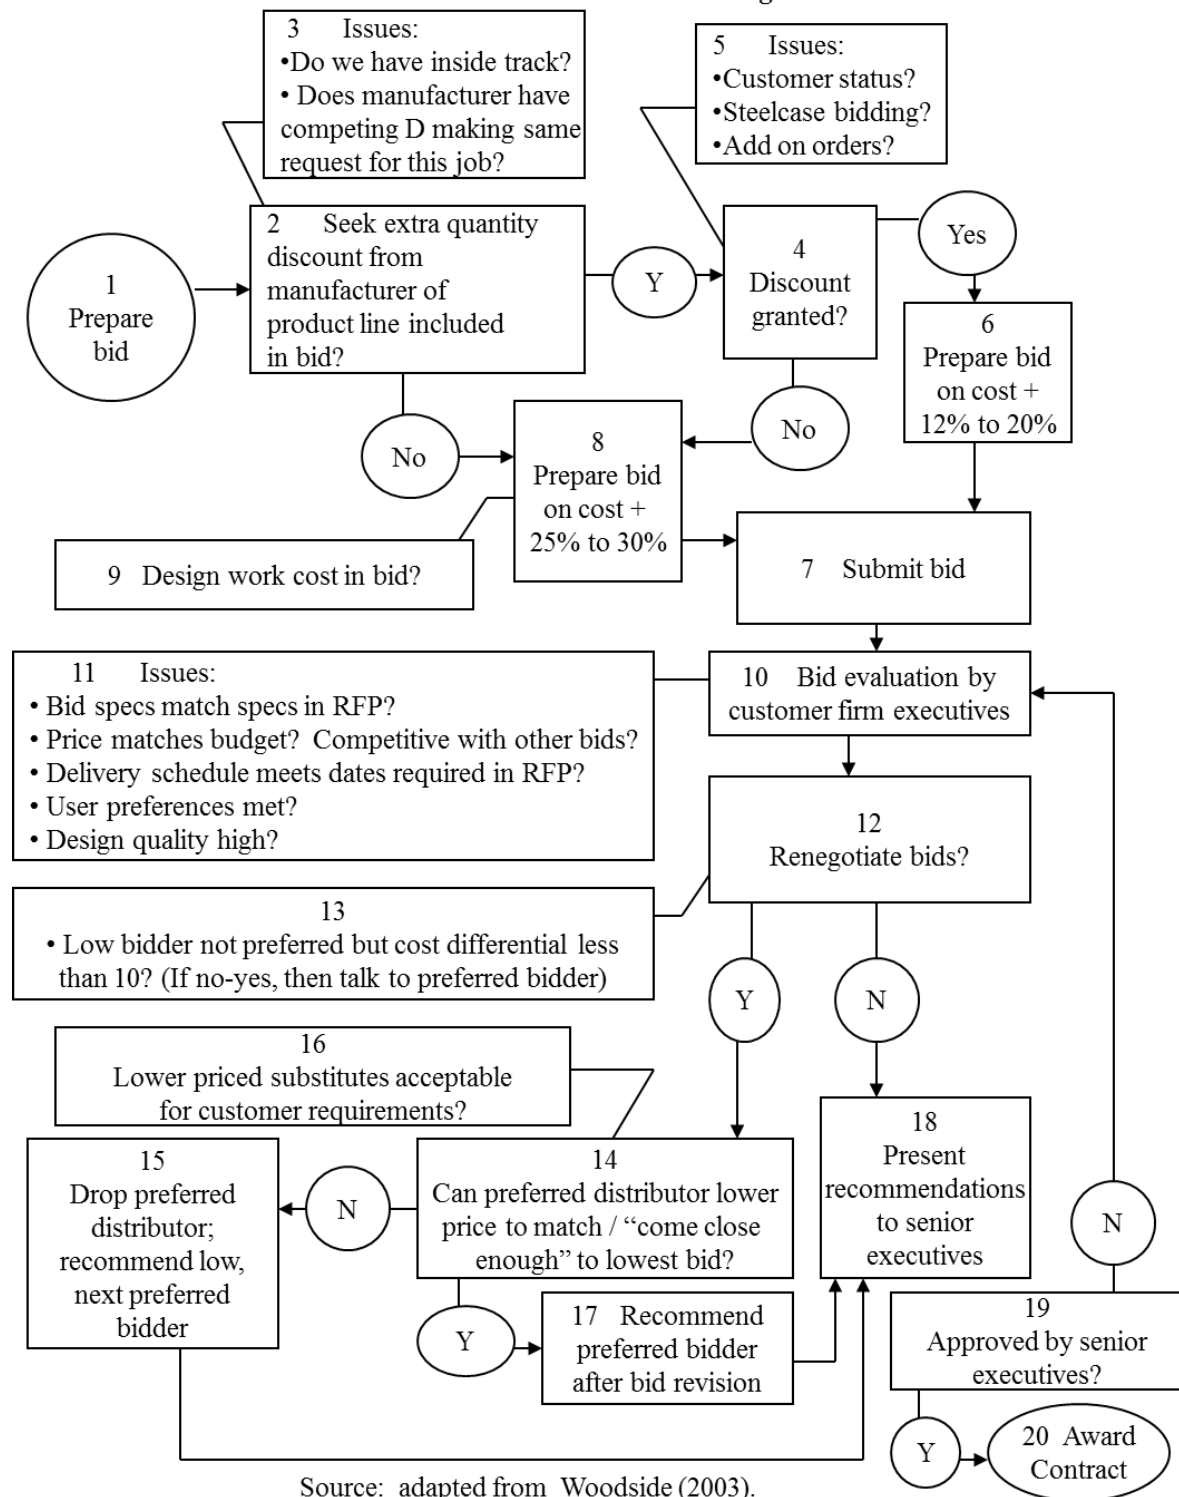 3 Issues:
•Do we have inside track?
• Does manufacturer have
competing D making same
request for this job?
5 Issues:
•Customer status?
•Steelcase bidding?
•Add on orders?
1
Prepare
bid
2 Seek extra quantity
discount from
manufacturer of
product line included
in bid?
Y
4
Discount
granted?
Yes
6
Prepare bid
on cost +
12% to 20%
No
8
Prepare bid
on cost +
25% to 30%
No
9 Design work cost in bid?
7 Submit bid
10 Bid evaluation by
customer firm executives
11 Issues:
• Bid specs match specs in RFP?
• Price matches budget? Competitive with other bids?
• Delivery schedule meets dates required in RFP?
• User preferences met?
• Design quality high?
12
Renegotiate bids?
13
• Low bidder not preferred but cost differential less
than 10? (If no-yes, then talk to preferred bidder)
Y
N
16
Lower priced substitutes acceptable
for customer requirements?
15
Drop preferred
distributor;
recommend low,
next preferred
bidder
N
14
Can preferred distributor lower
price to match / “come close
enough” to lowest bid?
18
Present
recommendations
to senior
executives
N
Y
17 Recommend
preferred bidder
after bid revision
19
Approved by senior
executives?
Y
20 Award
Contract
Source: adapted from Woodside (2003).